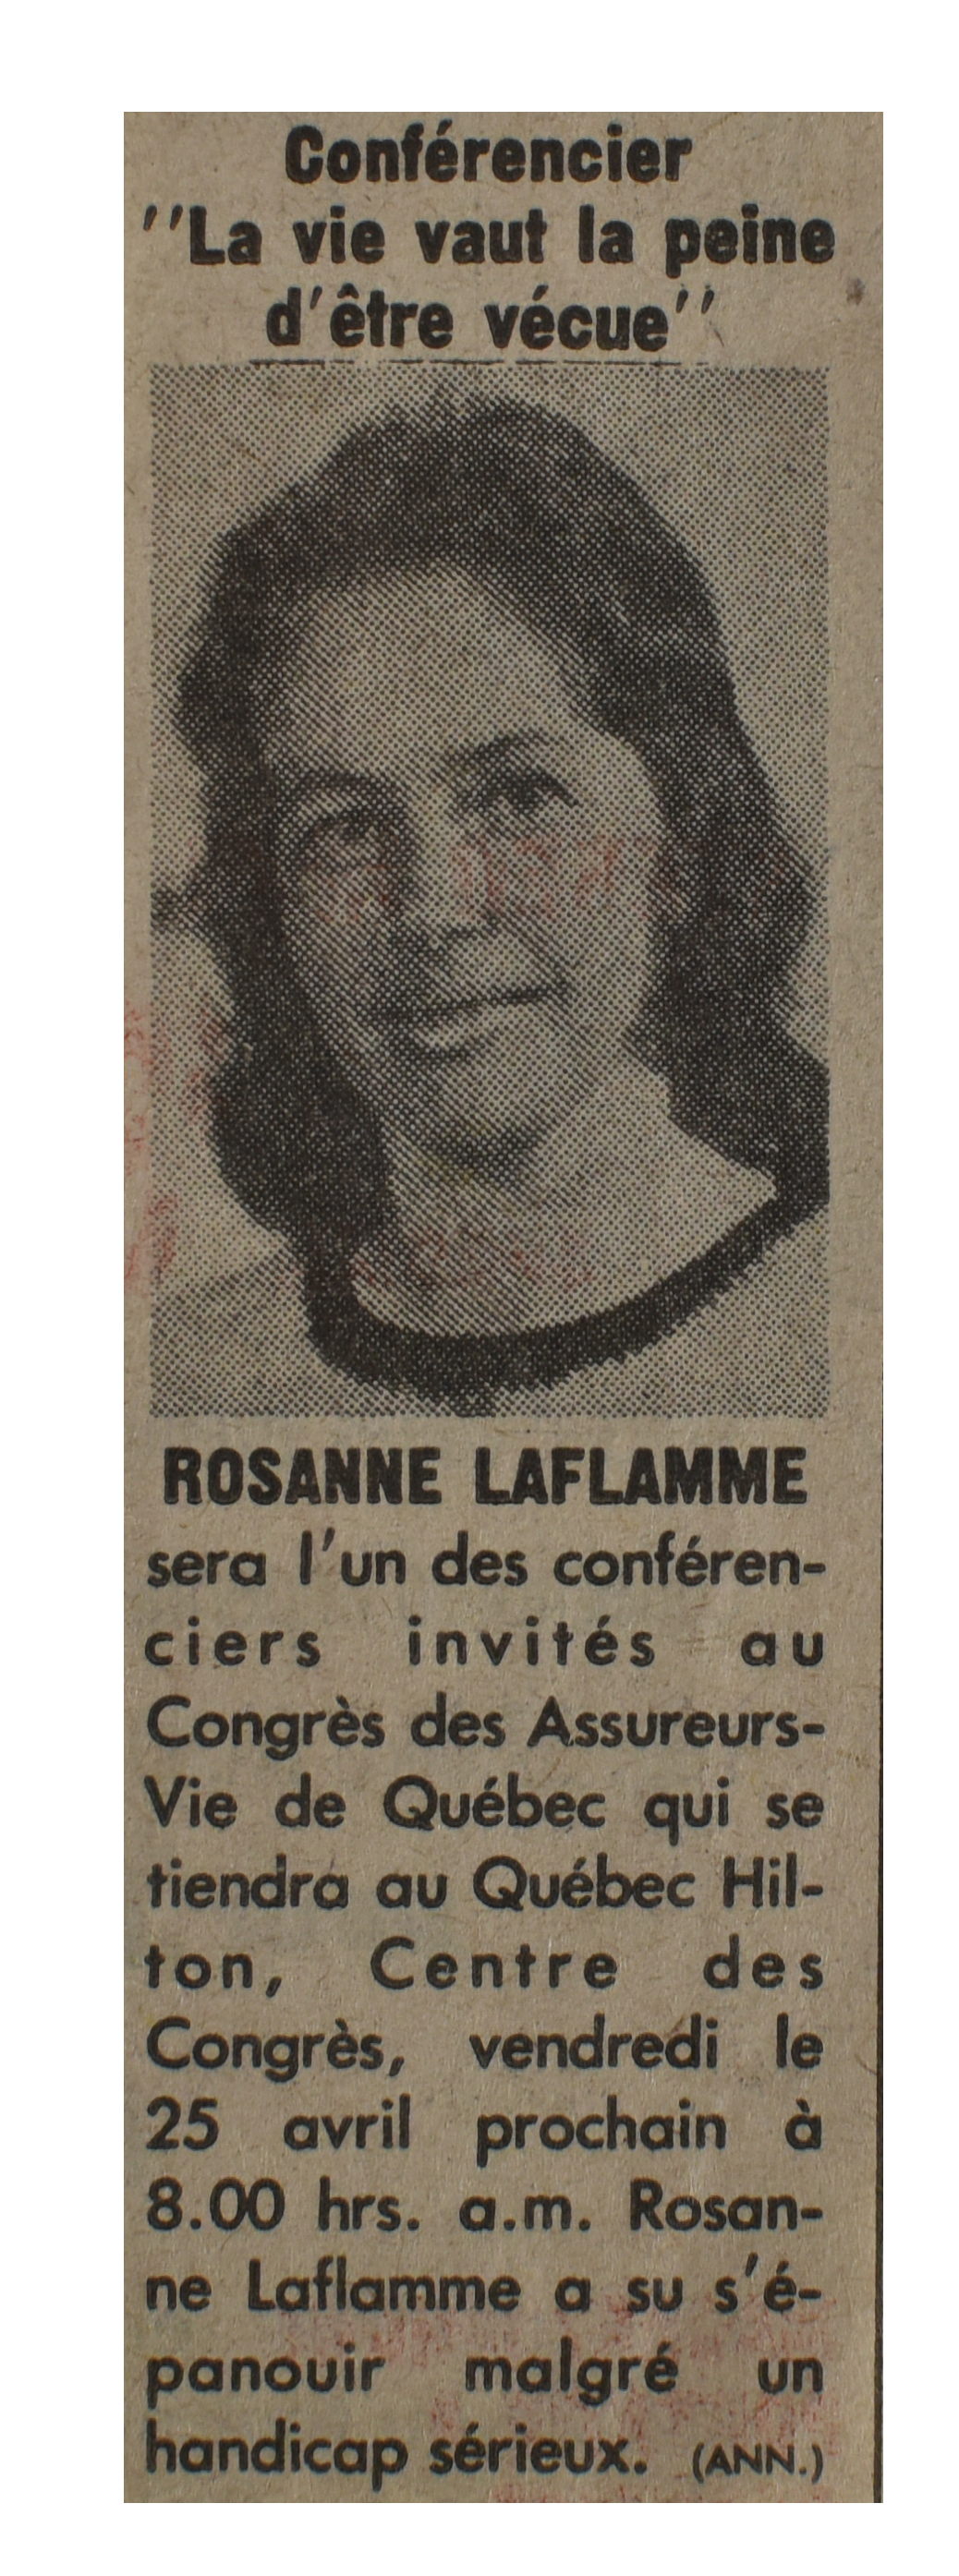 Conférencier
''La vie vaut la peine
d'être vécue''
ROSANNE LAFLAMME
sera l'un des conféren-
ciers invités au
Congrès des Assureurs-
Vie de Québec qui se
tiendra au Québec Hil-
ton, Centre des
Congrès, vendredi le
25 avril prochain à
8.00 hrs. a.m. Rosan-
ne Laflamme a su s'é-
panouir malgré un
handicap sérieux. (ANN.)